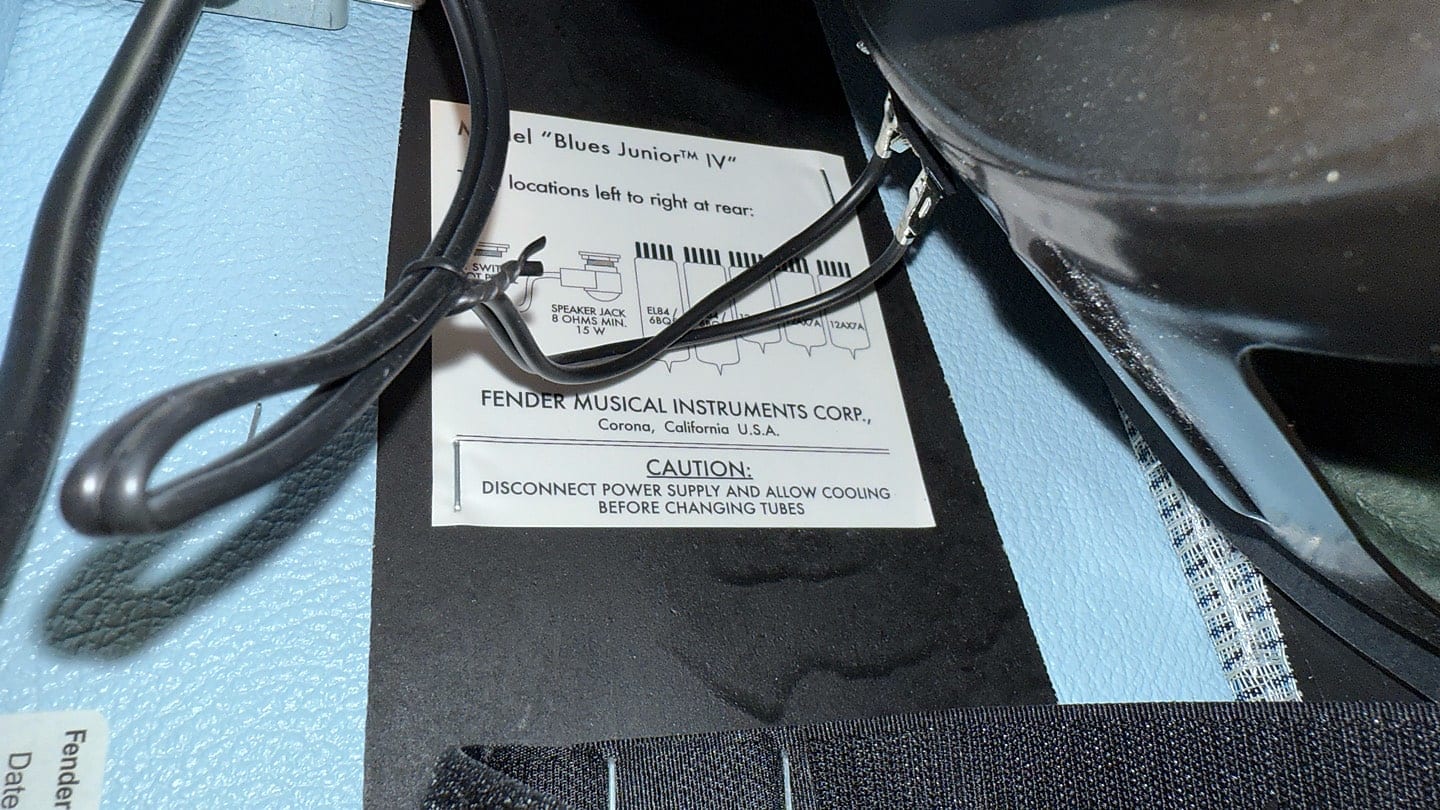 "Blues Junior™ IV"
locations left to right at rear:
SPEAKER JACK
8 OHMS MIN.
15 W
EL84 /
12AX7A
FENDER MUSICAL INSTRUMENTS CORP.,
Corona, California U.S.A.
CAUTION:
DISCONNECT POWER SUPPLY AND ALLOW COOLING
BEFORE CHANGING TUBES
Fender
Date